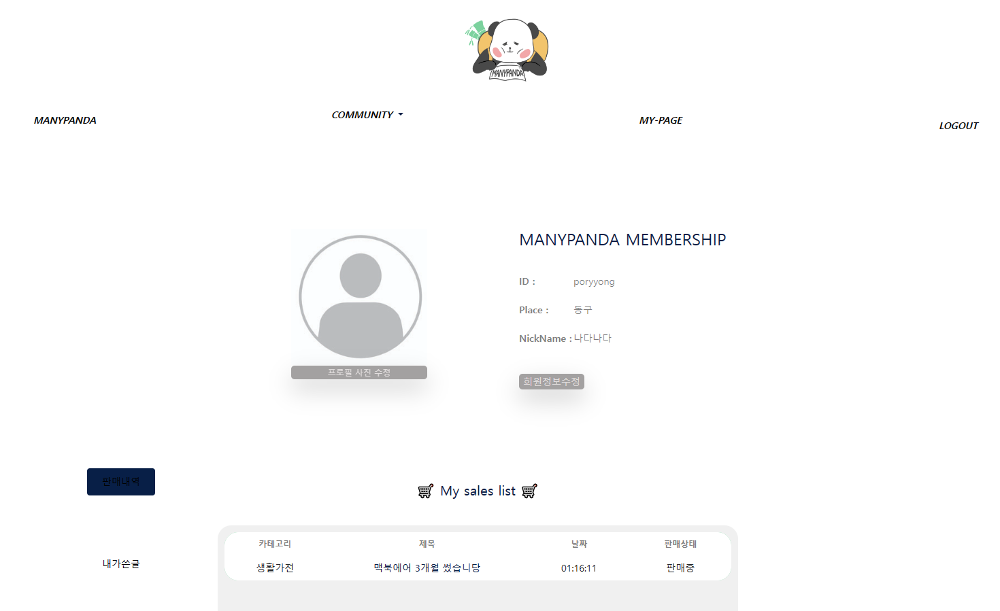 MANYPANDA
MANYPANDA
COMMUNITY
MY-PAGE
LOGOUT
MANYPANDA MEMBERSHIP
ID : poryyong
Place : 동구
NickName : 나다나다
프로필 사진 수정
회원정보수정
판매내역
My sales list
카테고리 제목 날짜 판매상태
생활가전 맥북에어 3개월 썼습니당 01:16:11 판매중
내가쓴글